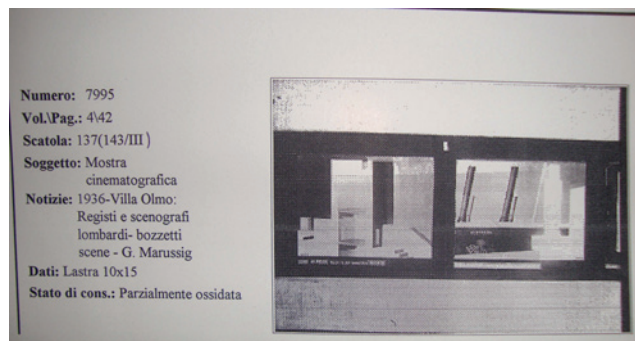 Numero: 7995
Vol.\Pag.: 4\42
Scatola: 137(143/III )
Soggetto: Mostra
cinematografica
Notizie: 1936-Villa Olmo:
Registi e scenografi
lombardi- bozzetti
scene - G. Marussig
Dati: Lastra 10x15
Stato di cons.: Parzialmente ossidata